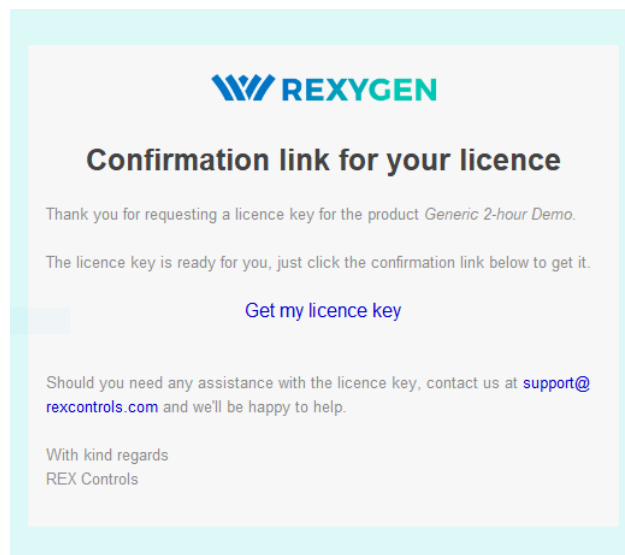 REXYGEN
Confirmation link for your licence
Thank you for requesting a licence key for the product Generic 2-hour Demo.
The licence key is ready for you, just click the confirmation link below to get it.
Get my licence key
Should you need any assistance with the licence key, contact us at support@
rexcontrols.com and we'll be happy to help.
With kind regards
REX Controls